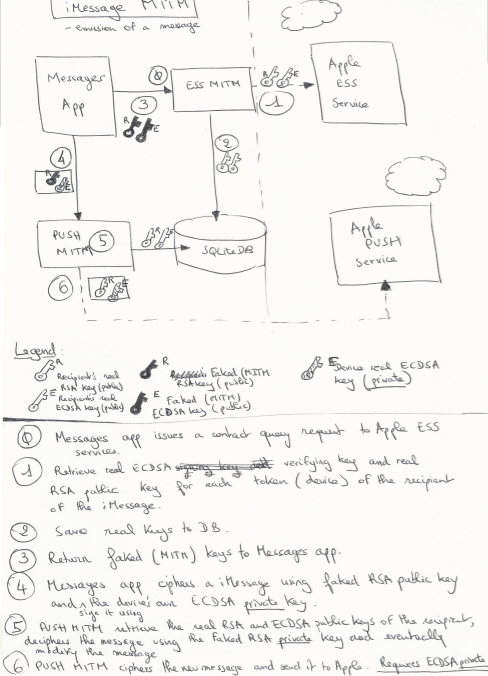 iMessage MITM
- emission of a message
Messages
App
0
3
R
E
ESS MITM
R
E
1
Apple
ESS
Service
4
R
E
2
PUSH
MITM
5
R
E
SQLite DB
Apple
PUSH
Service
6
R
E
Legend:
R
Recipient's real
RSA key (public)
R
Faked (MITM)
RSA key (public)
E
Device real ECDSA
key (private)
E
Recipient's real
ECDSA key (public)
E
Faked (MITM)
ECDSA key (public)
0 Messages app issues a contact query request to Apple ESS
services.
1 Retrieve real ECDSA signing key and verifying key and real
RSA public key for each token (device) of the recipient
of the iMessage.
2 Save real Keys to DB.
3 Return faked (MITM) keys to Messages app.
4 Messages app ciphers a iMessage using faked RSA public key
and sign it using the device's own ECDSA private key.
5 PUSH MITM retrieve the real RSA and ECDSA public keys of the recipient,
deciphers the message using the Faked RSA private key and eventually
modify the message
6 PUSH MITM ciphers the new message and send it to Apple. Requires ECDSA private